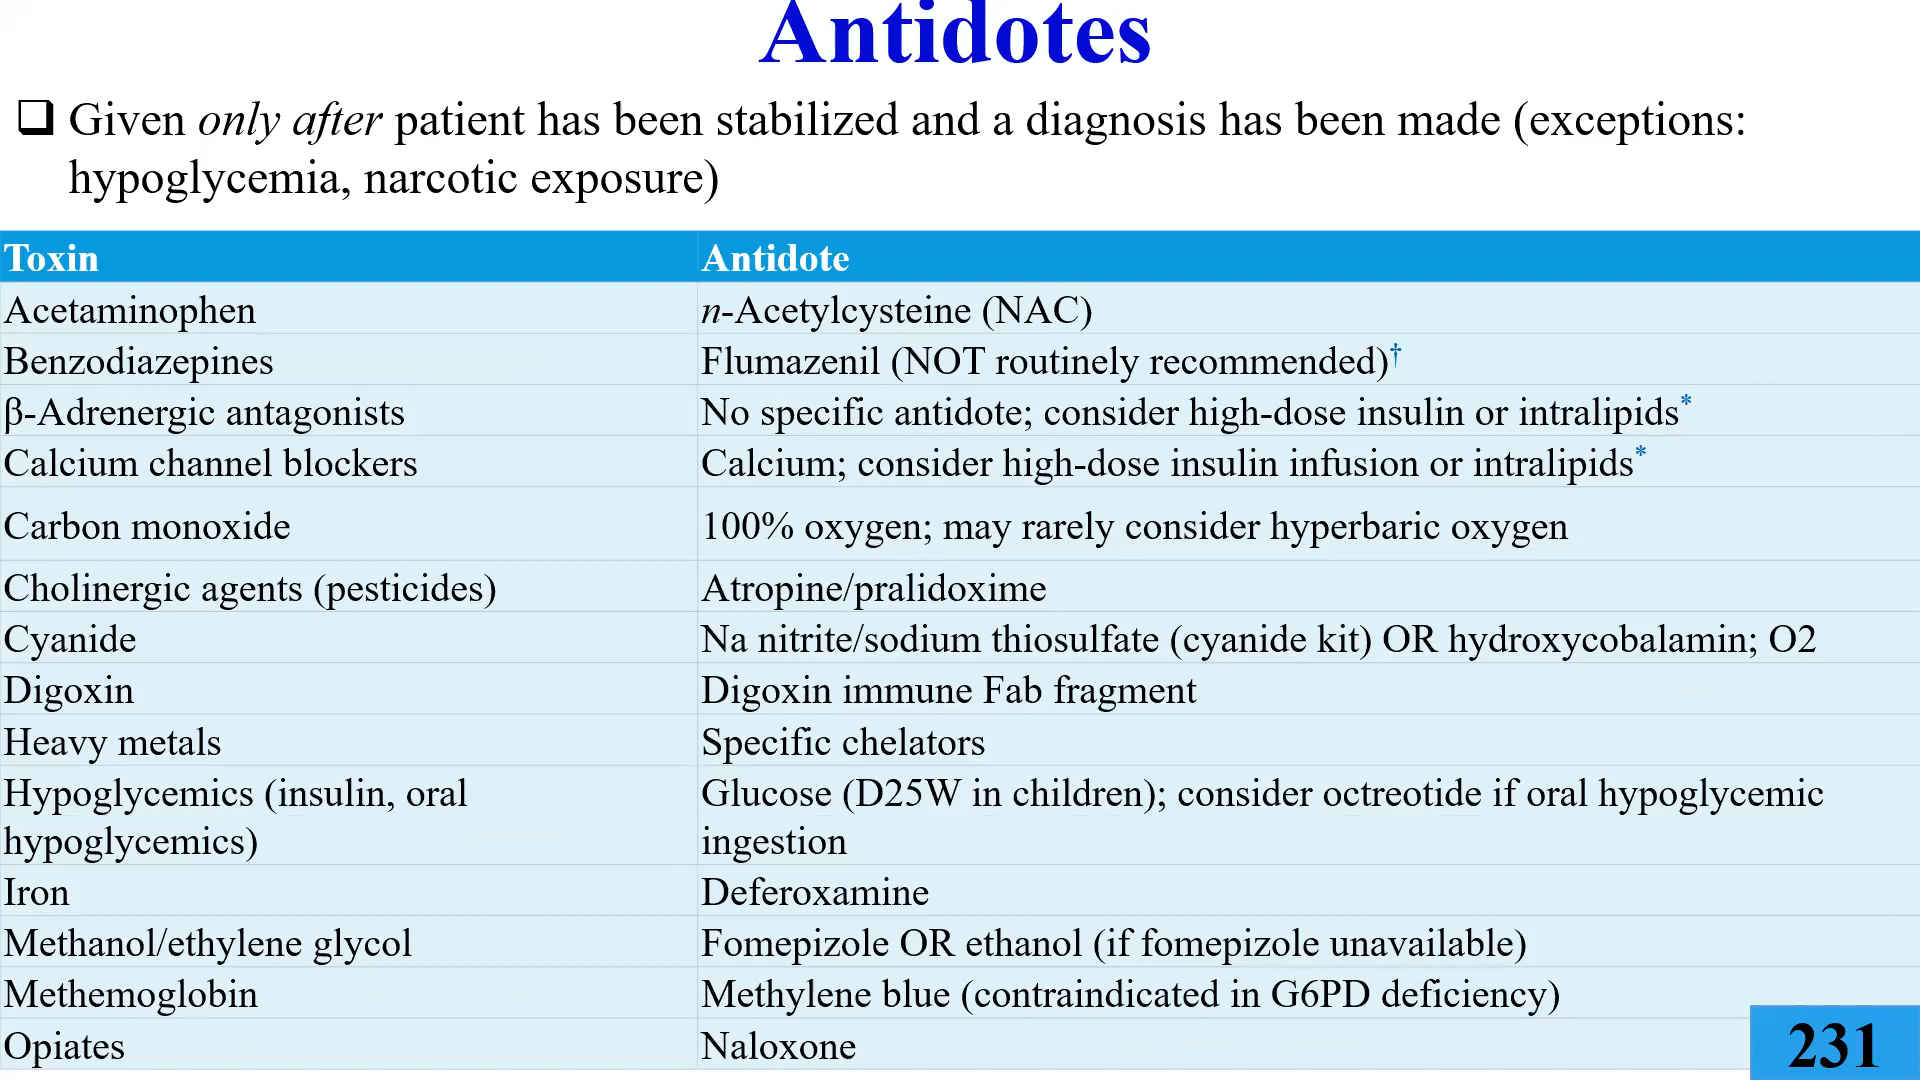 Antidotes
❑ Given only after patient has been stabilized and a diagnosis has been made (exceptions:
hypoglycemia, narcotic exposure)
Toxin Antidote
Acetaminophen n-Acetylcysteine (NAC)
Benzodiazepines Flumazenil (NOT routinely recommended)†
β-Adrenergic antagonists No specific antidote; consider high-dose insulin or intralipids*
Calcium channel blockers Calcium; consider high-dose insulin infusion or intralipids*
Carbon monoxide 100% oxygen; may rarely consider hyperbaric oxygen
Cholinergic agents (pesticides) Atropine/pralidoxime
Cyanide Na nitrite/sodium thiosulfate (cyanide kit) OR hydroxycobalamin; O2
Digoxin Digoxin immune Fab fragment
Heavy metals Specific chelators
Hypoglycemics (insulin, oral Glucose (D25W in children); consider octreotide if oral hypoglycemic
hypoglycemics) ingestion
Iron Deferoxamine
Methanol/ethylene glycol Fomepizole OR ethanol (if fomepizole unavailable)
Methemoglobin Methylene blue (contraindicated in G6PD deficiency)
Opiates Naloxone
231